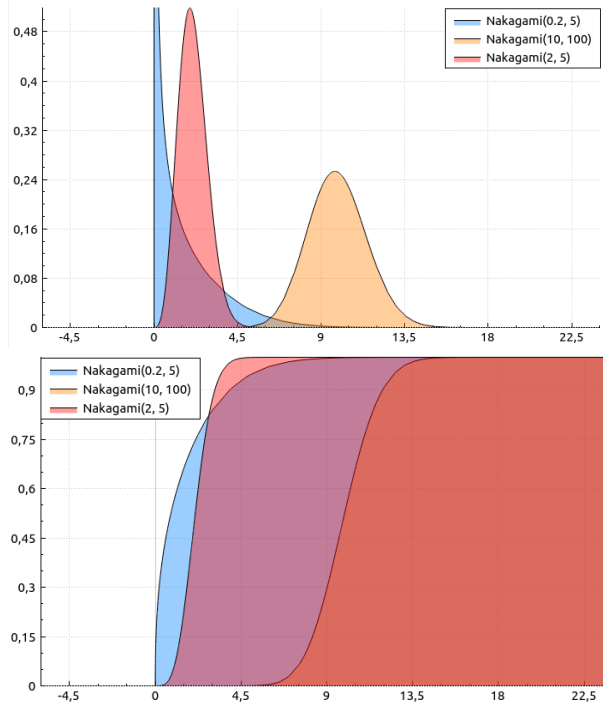 0,48
0,4
0,32
0,24
0,16
0,08
0
Nakagami(0.2, 5)
Nakagami(10, 100)
Nakagami(2, 5)
-4,5 0 4,5 9 13,5 18 22,5
Nakagami(0.2, 5)
Nakagami(10, 100)
Nakagami(2, 5)
0,9
0,75
0,6
0,45
0,3
0,15
0
-4,5 0 4,5 9 13,5 18 22,5